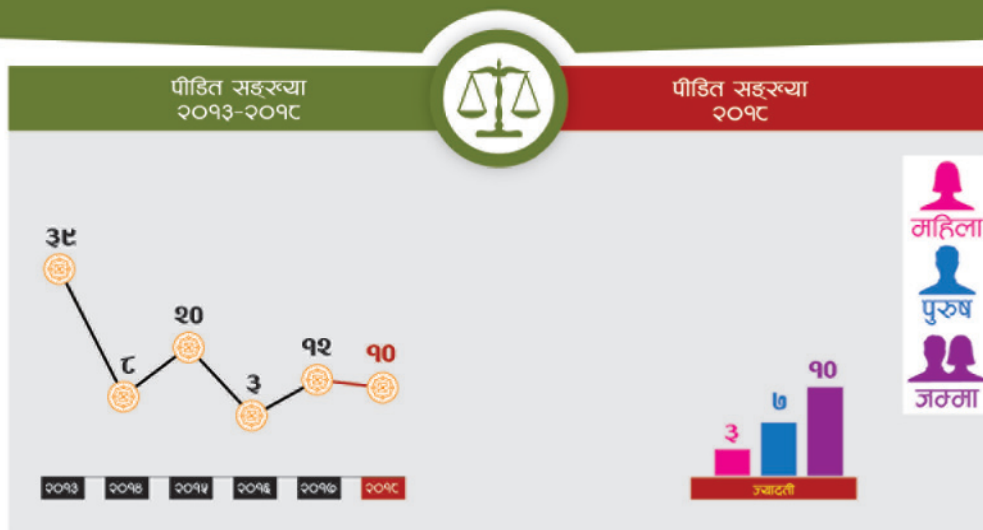 पीडित सङ्ख्या
२०१३-२०१८
पीडित सङ्ख्या
२०१८
३९
८
२०
३
१२
१०
२०१३
२०१४
२०१५
२०१६
२०१७
२०१८
३
७
१०
ज्यादती
महिला
पुरुष
जम्मा